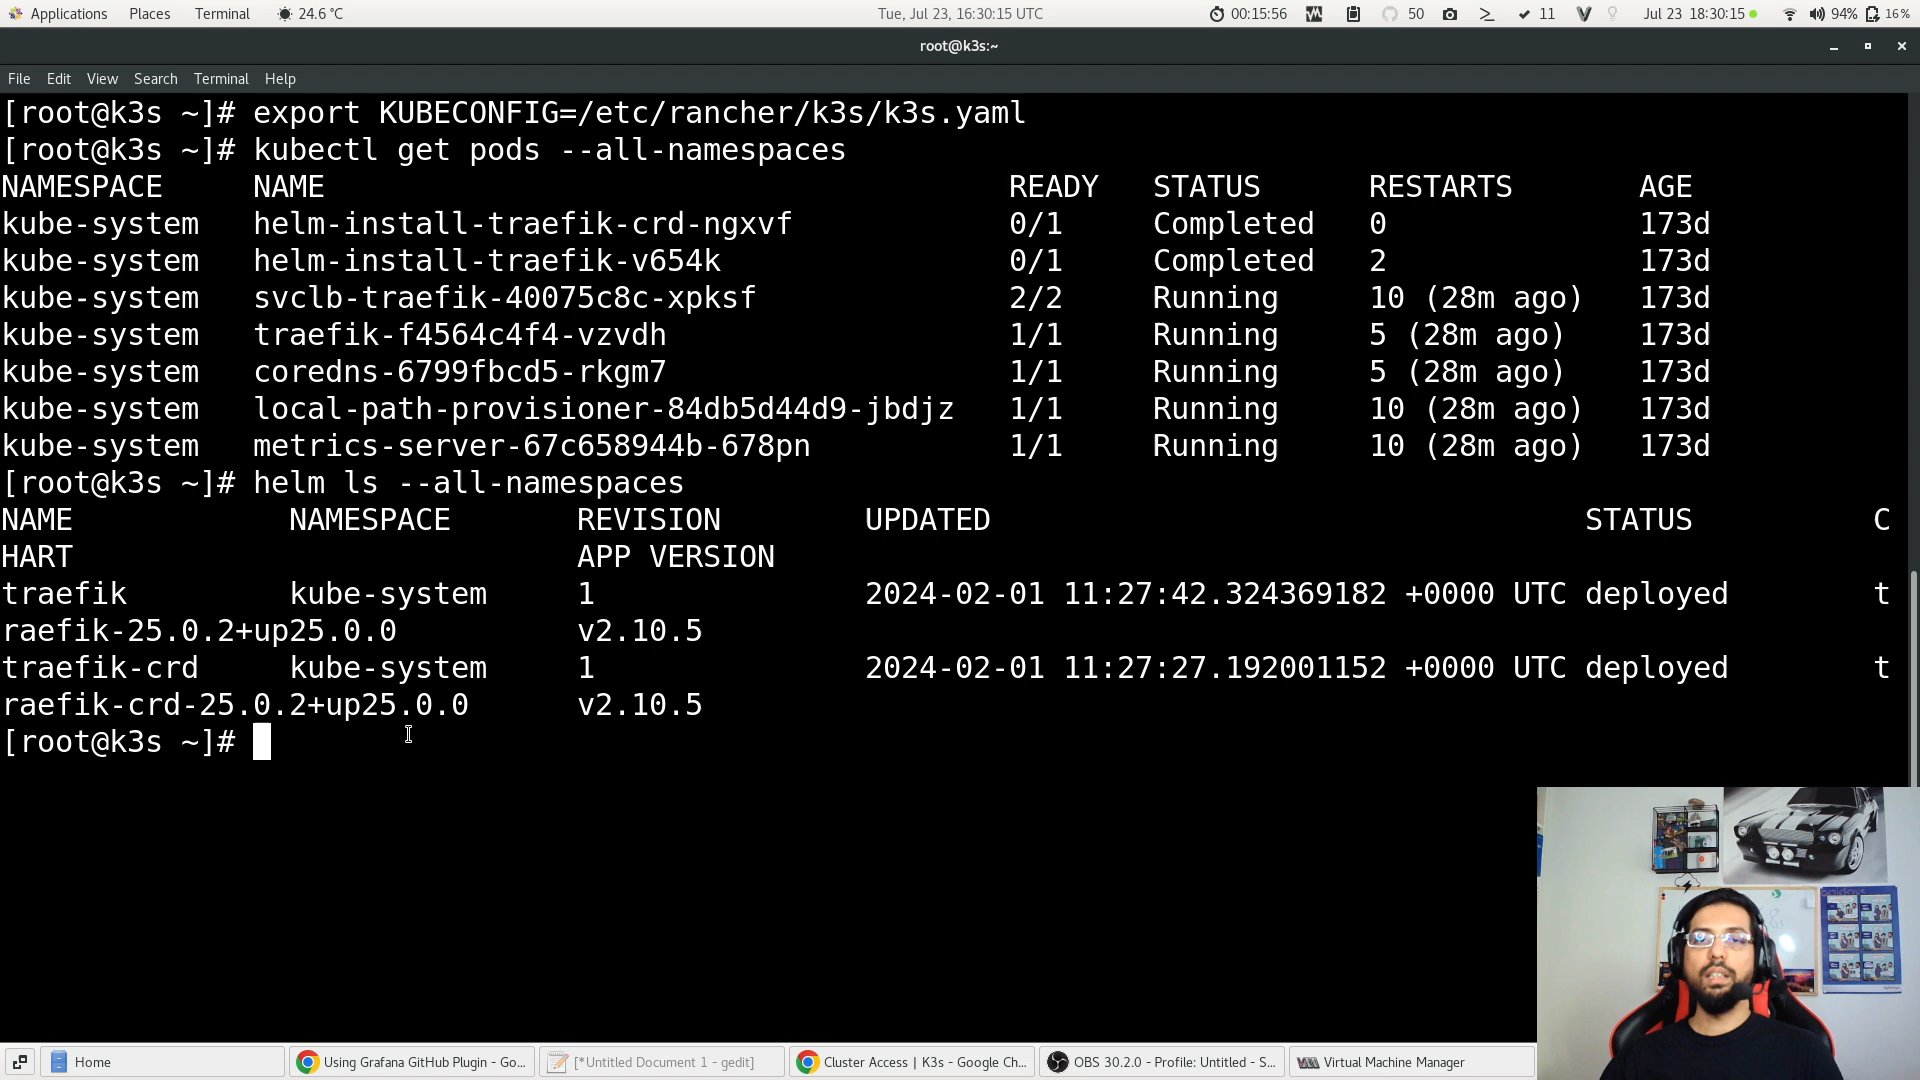 Applications Places Terminal 24.6 °C Tue, Jul 23, 16:30:15 UTC 00:15:56 50 11 Jul 23 18:30:15 94% 16%
root@k3s:~
File Edit View Search Terminal Help
[root@k3s ~]# export KUBECONFIG=/etc/rancher/k3s/k3s.yaml
[root@k3s ~]# kubectl get pods --all-namespaces
NAMESPACE NAME READY STATUS RESTARTS AGE
kube-system helm-install-traefik-crd-ngxvf 0/1 Completed 0 173d
kube-system helm-install-traefik-v654k 0/1 Completed 2 173d
kube-system svclb-traefik-40075c8c-xpksf 2/2 Running 10 (28m ago) 173d
kube-system traefik-f4564c4f4-vzvdh 1/1 Running 5 (28m ago) 173d
kube-system coredns-6799fbcd5-rkgm7 1/1 Running 5 (28m ago) 173d
kube-system local-path-provisioner-84db5d44d9-jbdjz 1/1 Running 10 (28m ago) 173d
kube-system metrics-server-67c658944b-678pn 1/1 Running 10 (28m ago) 173d
[root@k3s ~]# helm ls --all-namespaces
NAME NAMESPACE REVISION UPDATED STATUS C
HART APP VERSION
traefik kube-system 1 2024-02-01 11:27:42.324369182 +0000 UTC deployed t
raefik-25.0.2+up25.0.0 v2.10.5
traefik-crd kube-system 1 2024-02-01 11:27:27.192001152 +0000 UTC deployed t
raefik-crd-25.0.2+up25.0.0 v2.10.5
[root@k3s ~]#
Home Using Grafana GitHub Plugin - Go... [*Untitled Document 1 - gedit] Cluster Access | K3s - Google Ch... OBS 30.2.0 - Profile: Untitled - S... Virtual Machine Manager